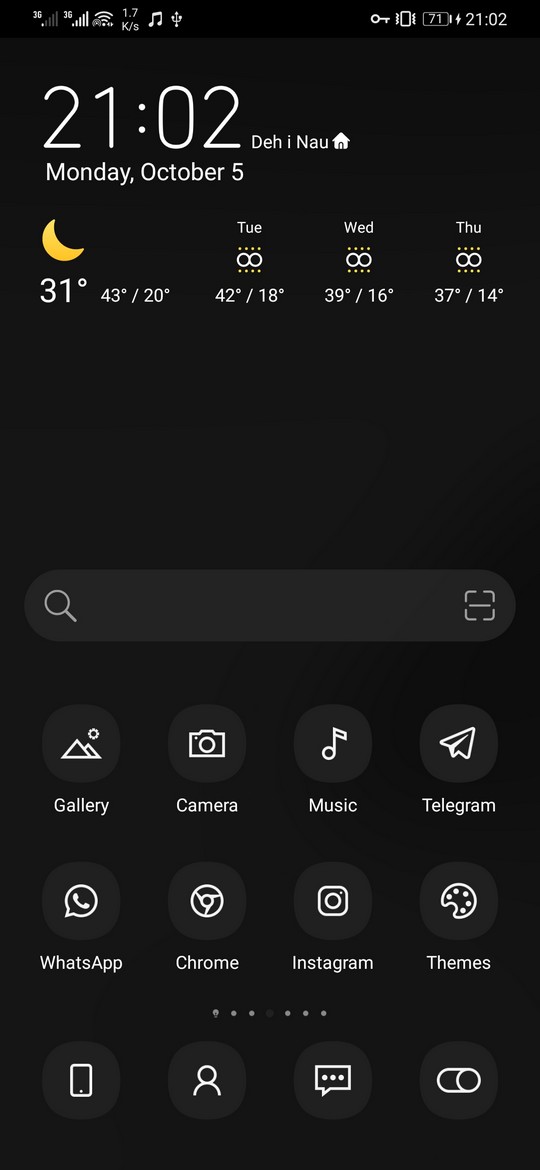 3G 3G 1.7 K/s 71 21:02
21:02 Deh i Nau
Monday, October 5
Tue Wed Thu
31° 43° / 20° 42° / 18° 39° / 16° 37° / 14°
Gallery Camera Music Telegram
WhatsApp Chrome Instagram Themes